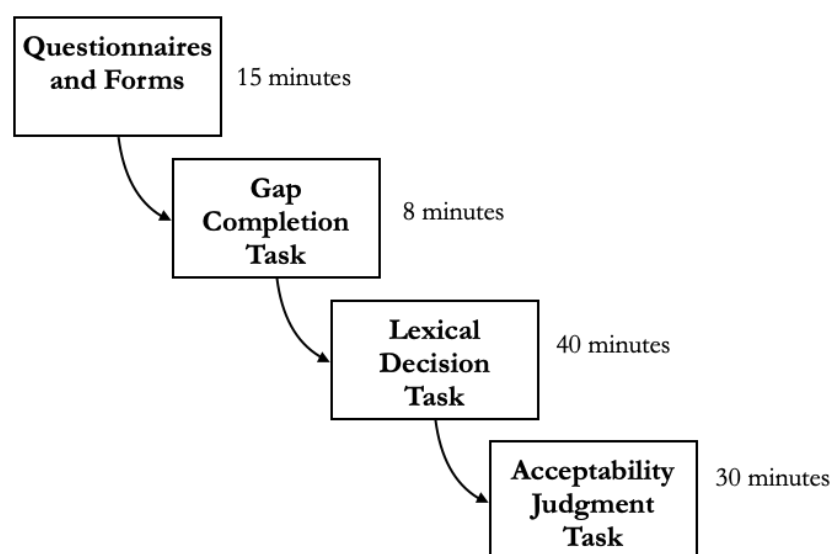 Questionnaires
and Forms
15 minutes
Gap
Completion
Task
8 minutes
Lexical
Decision
Task
40 minutes
Acceptability
Judgment
Task
30 minutes